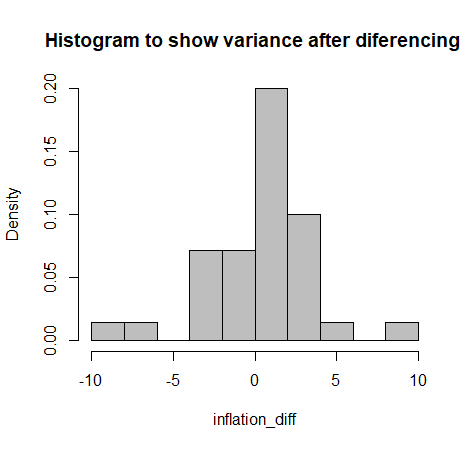 Histogram to show variance after diferencing
0.20
0.15
0.10
0.05
0.00
Density
-10 -5 0 5 10
inflation_diff